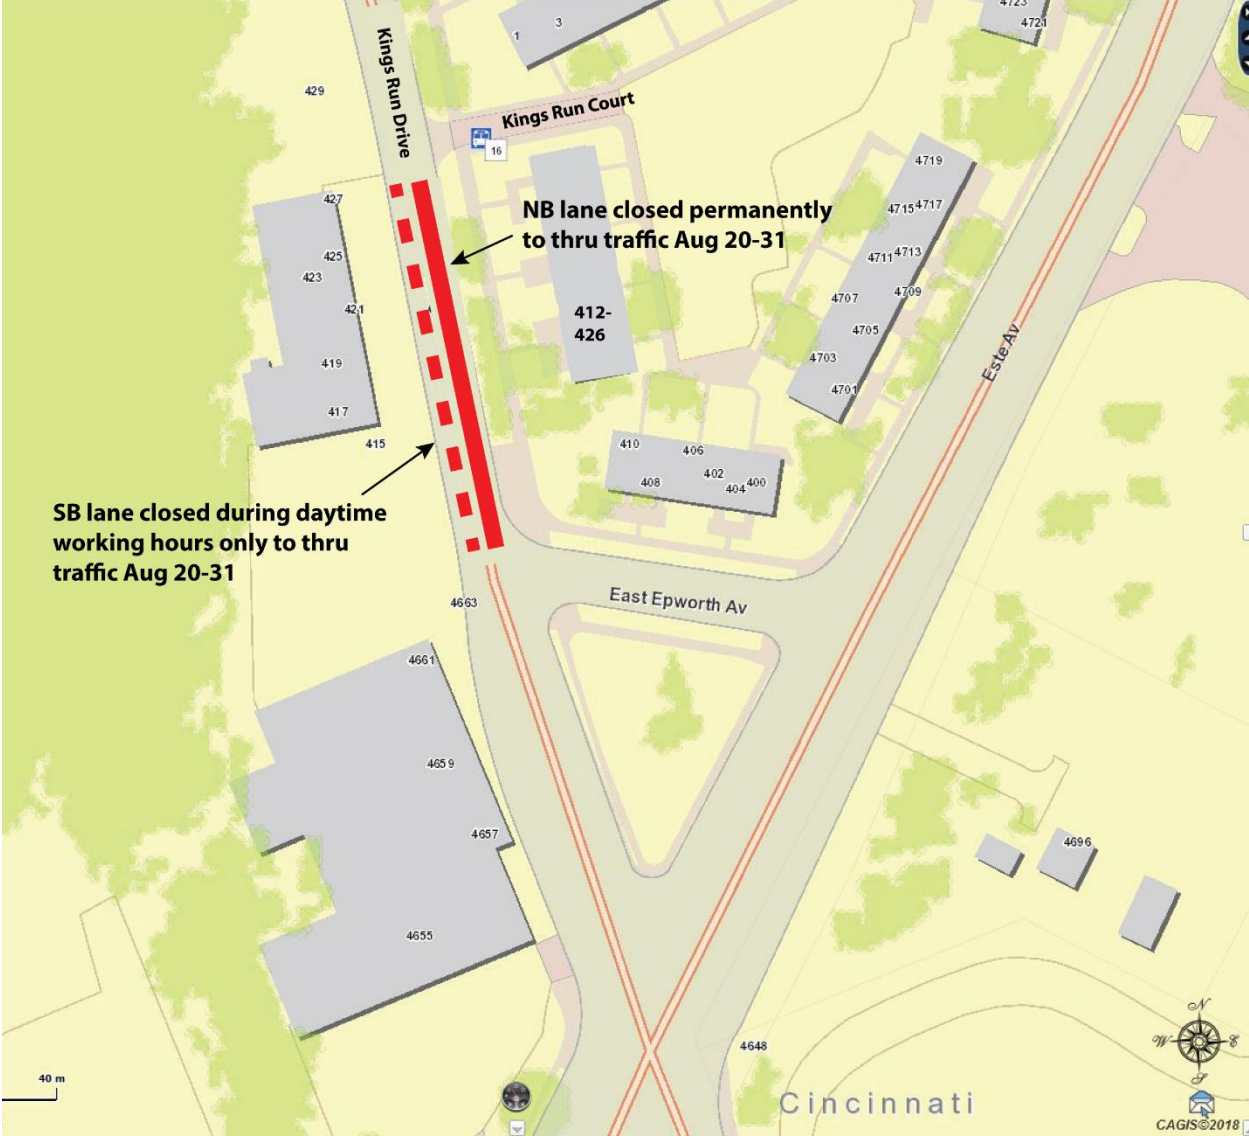 4723
4721
1
3
Kings Run Drive
429
Kings Run Court
16
4719
427
NB lane closed permanently
to thru traffic Aug 20-31
4715
4717
425
423
4711
4713
421
4707
4709
412-
426
4705
Este Av
419
4703
4701
417
415
410
406
402
408
404
400
SB lane closed during daytime
working hours only to thru
traffic Aug 20-31
4663
East Epworth Av
4661
4659
4657
4696
4655
N
W
E
S
4648
40 m
Cincinnati
CAGIS©2018